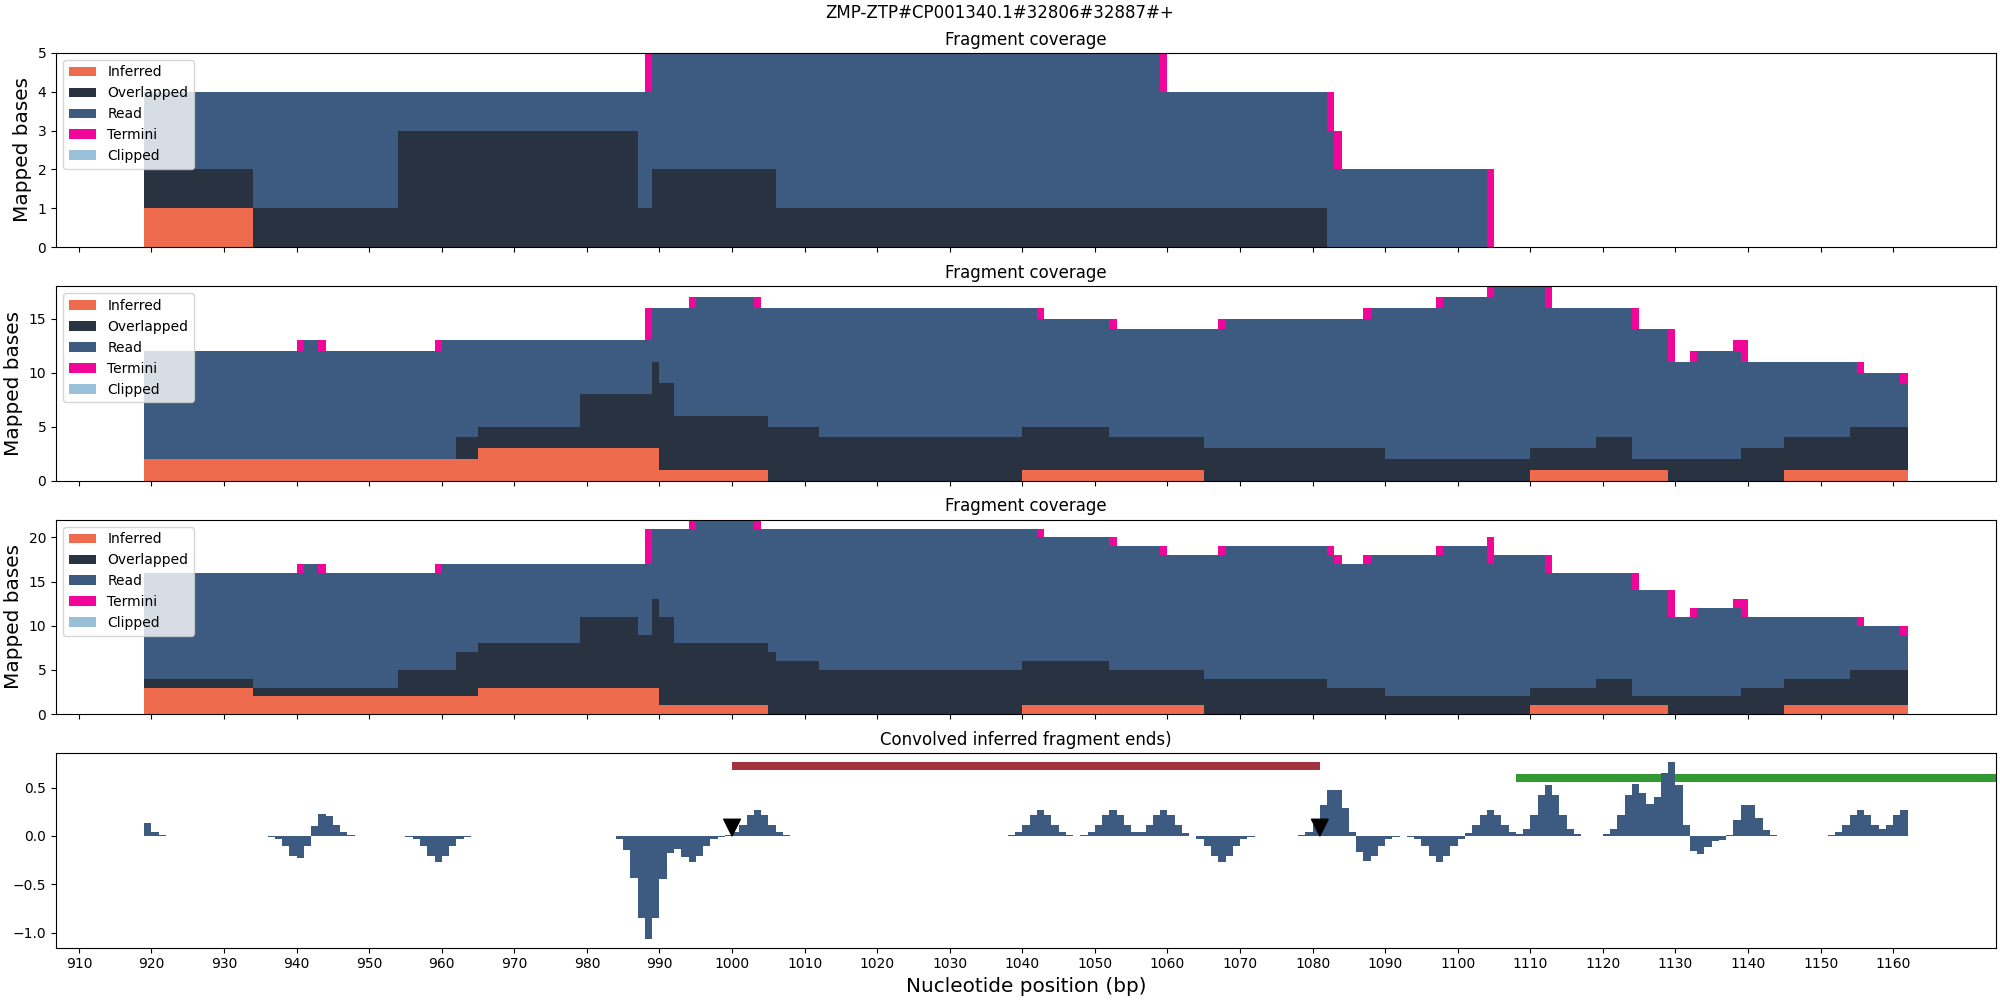 ZMP-ZTP#CP001340.1#32806#32887#+
Fragment coverage
Mapped bases
5
4
3
2
1
0
Inferred
Overlapped
Read
Termini
Clipped
Fragment coverage
Mapped bases
15
10
5
0
Inferred
Overlapped
Read
Termini
Clipped
Fragment coverage
Mapped bases
20
15
10
5
0
Inferred
Overlapped
Read
Termini
Clipped
Convolved inferred fragment ends)
0.5
0.0
−0.5
−1.0
910 920 930 940 950 960 970 980 990 1000 1010 1020 1030 1040 1050 1060 1070 1080 1090 1100 1110 1120 1130 1140 1150 1160
Nucleotide position (bp)